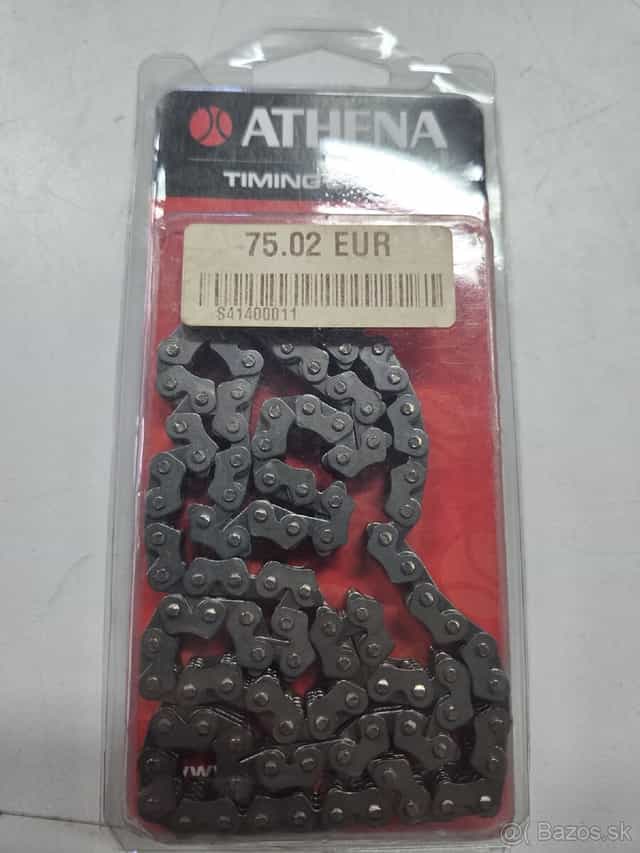 ATHENA
TIMING
75.02 EUR
S41400011
Bazos.sk